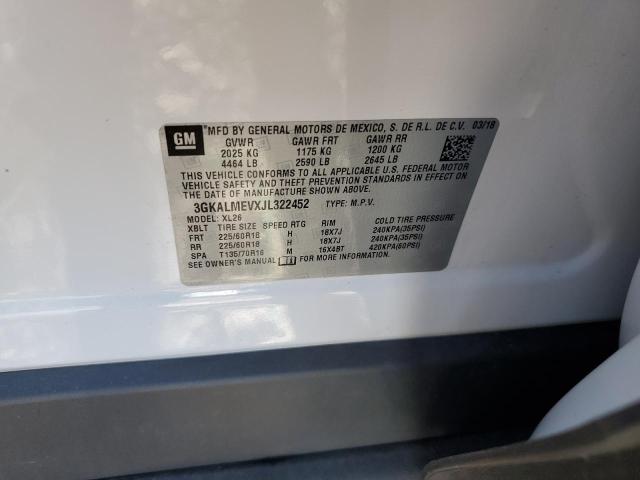 GM
MFD BY GENERAL MOTORS DE MEXICO, S. DE R.L. DE C.V. 03/18
GVWR GAWR FRT GAWR RR
2025 KG 1175 KG 1200 KG
4464 LB 2590 LB 2645 LB
THIS VEHICLE CONFORMS TO ALL APPLICABLE U.S. FEDERAL MOTOR
VEHICLE SAFETY AND THEFT PREVENTION STANDARDS IN EFFECT ON
THE DATE OF MANUFACTURE SHOWN ABOVE.
3GKALMEVXJL322452 TYPE: M.P.V.
MODEL: XL26
XBLT TIRE SIZE SPEED RTG RIM COLD TIRE PRESSURE
FRT 225/60R18 H 18X7J 240KPA(35PSI)
RR 225/60R18 H 18X7J 240KPA(35PSI)
SPA T135/70R16 M 16X4BT 420KPA(60PSI)
SEE OWNER'S MANUAL FOR MORE INFORMATION.